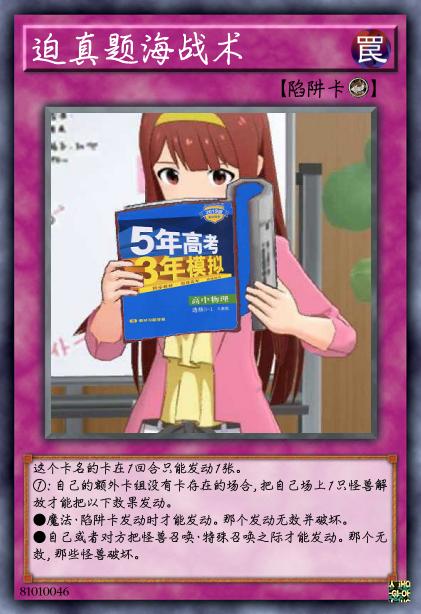 迫真题海战术
罠
【陷阱卡】
5年高考
3年模拟
高中物理
选修3-1
这个卡名的卡在1回合只能发动1张。
①:自己的额外卡组没有卡存在的场合,把自己场上1只怪兽解
放才能把以下效果发动。
●魔法·陷阱卡发动时才能发动。那个发动无效并破坏。
●自己或者对方把怪兽召唤·特殊召唤之际才能发动。那个无
效,那些怪兽破坏。
81010046